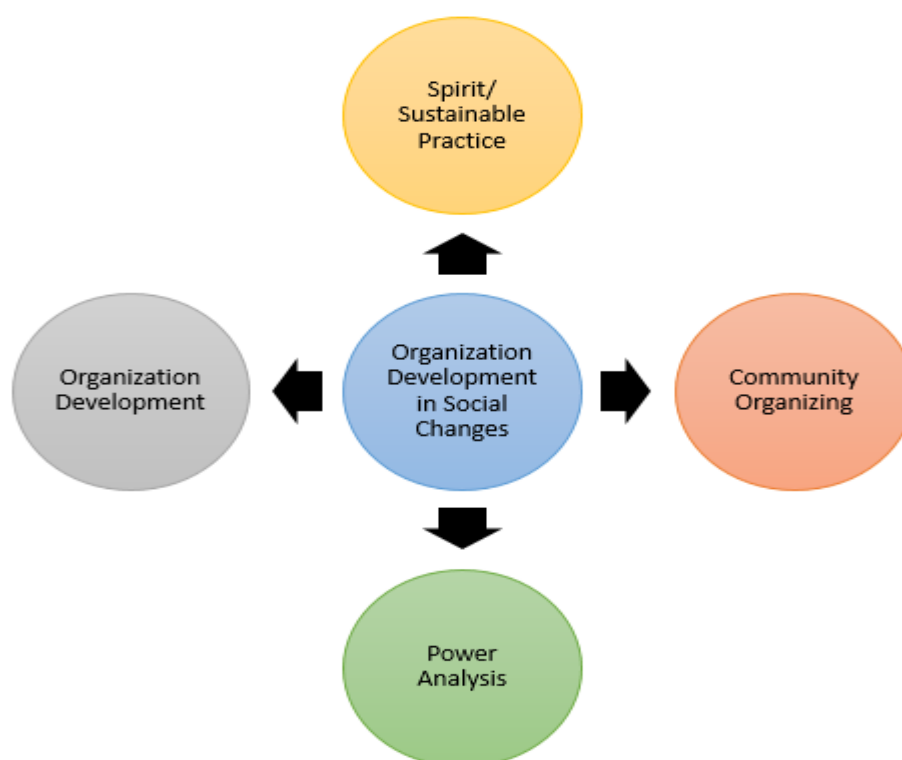 Spirit/
Sustainable
Practice
Organization
Development
Organization
Development
in Social
Changes
Community
Organizing
Power
Analysis